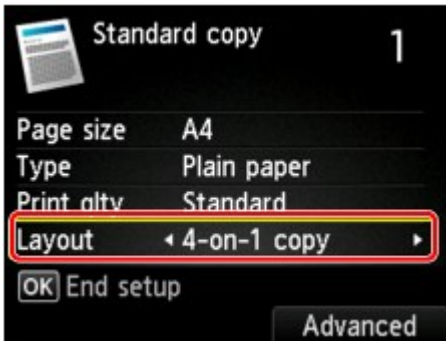 Standard copy 1
Page size A4
Type Plain paper
Print qlty Standard
Layout 4-on-1 copy
OK End setup
Advanced